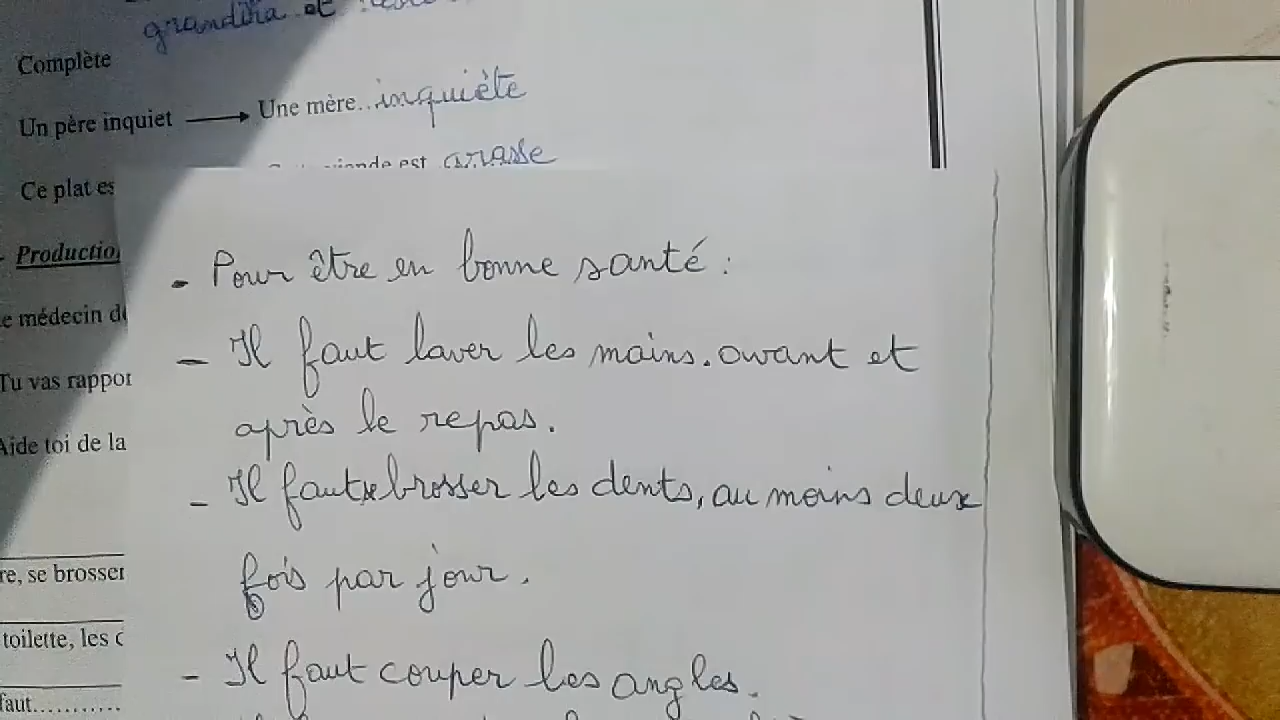 grandira et
Complète
Un père inquiet → Une mère..inquiète
est grasse
Ce plat es
Productio
e médecin d
Tu vas rappor
Aide toi de la
- Pour être en bonne santé :
- Il faut laver les mains. avant et
après le repas.
- Il faut se brosser les dents, au moins deux
fois par jour.
- Il faut couper les angles.
re, se brosser
toilette, les c
faut...........